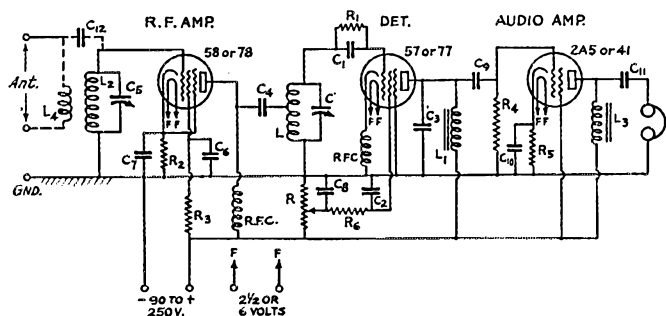 R.F. AMP. DET. AUDIO AMP.
C12 R1
58 or 78 57 or 77 2A5 or 41
Ant. L2 C5 C1 C9 C11
L4 C4 C R4
F F F F F F
L C3 L1 L3
C7 R2 C6 RFC C10 R5
GND. C8 C2
R3 R.F.C. R R6
F F
- 90 TO + 2½ OR
250 V. 6 VOLTS